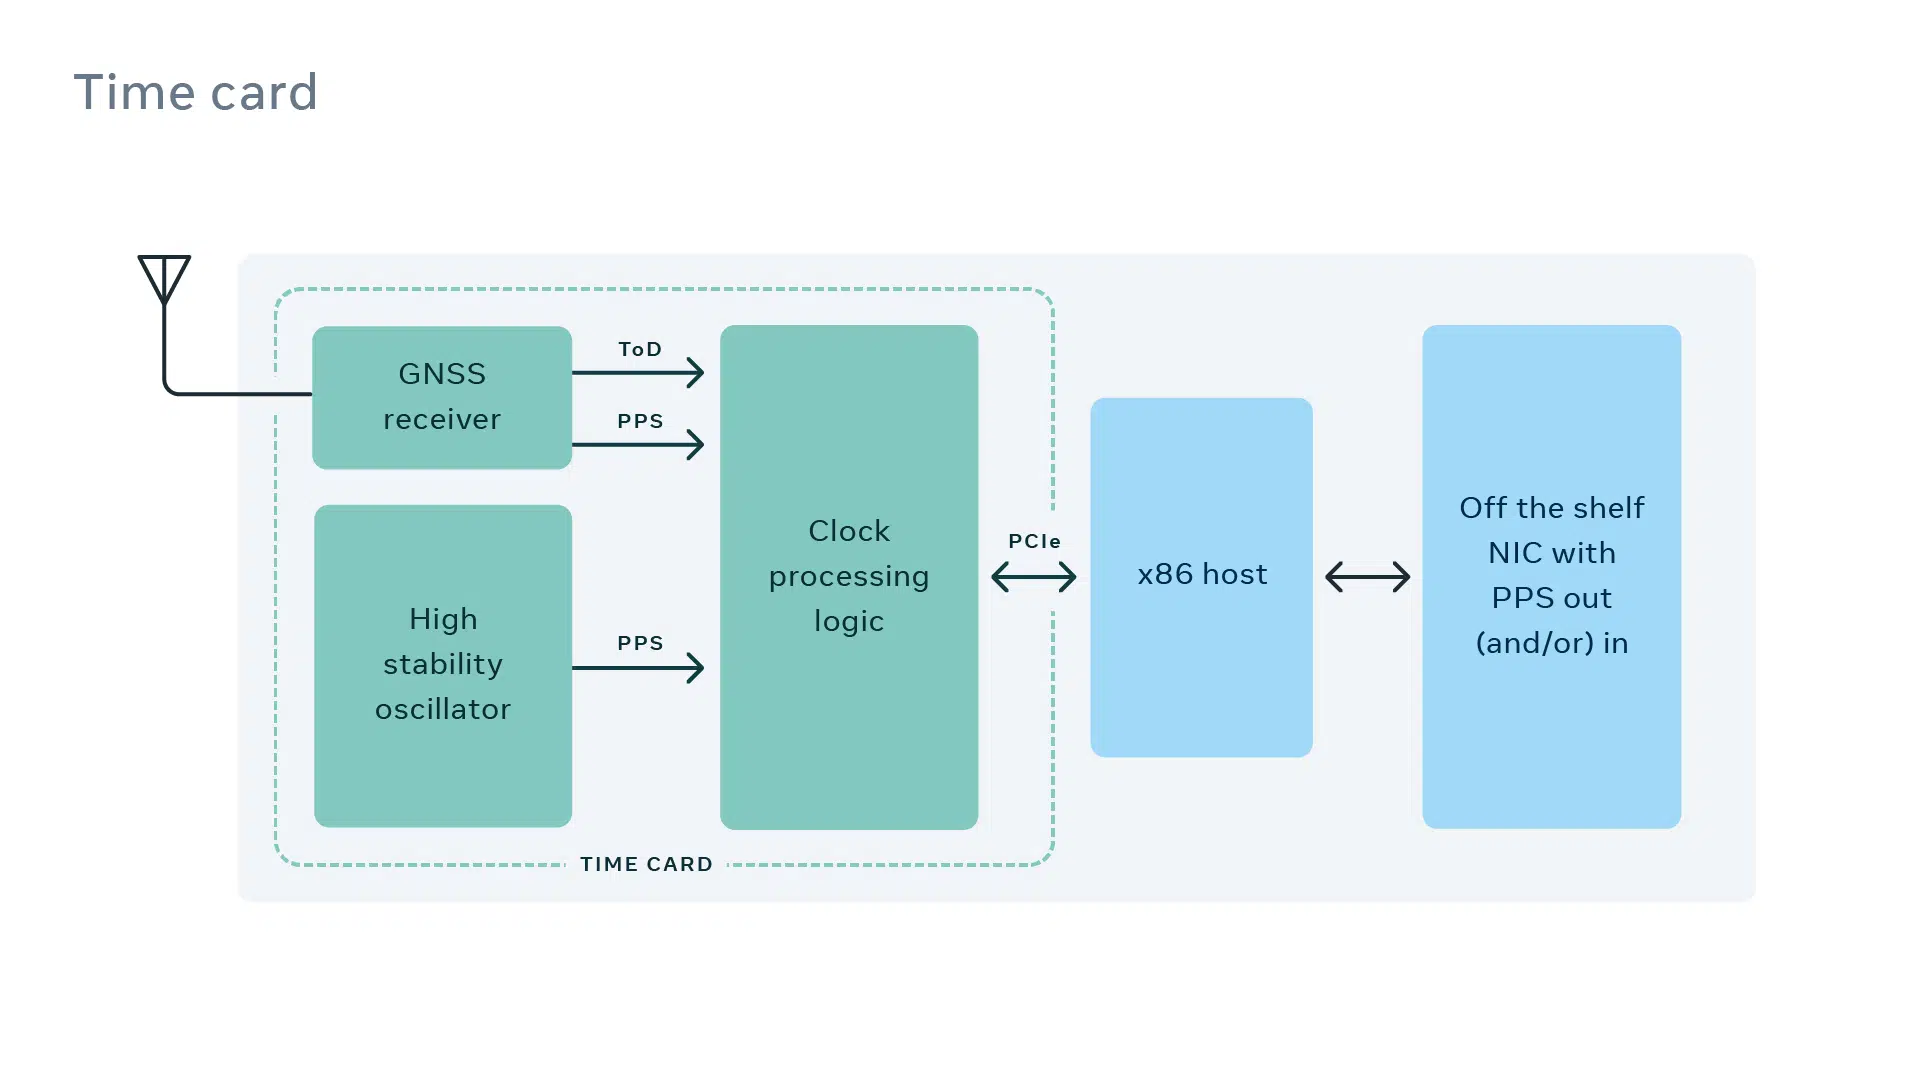 Time card
GNSS
receiver
ToD
PPS
High
stability
oscillator
PPS
Clock
processing
logic
PCIe
x86 host
Off the shelf
NIC with
PPS out
(and/or) in
TIME CARD